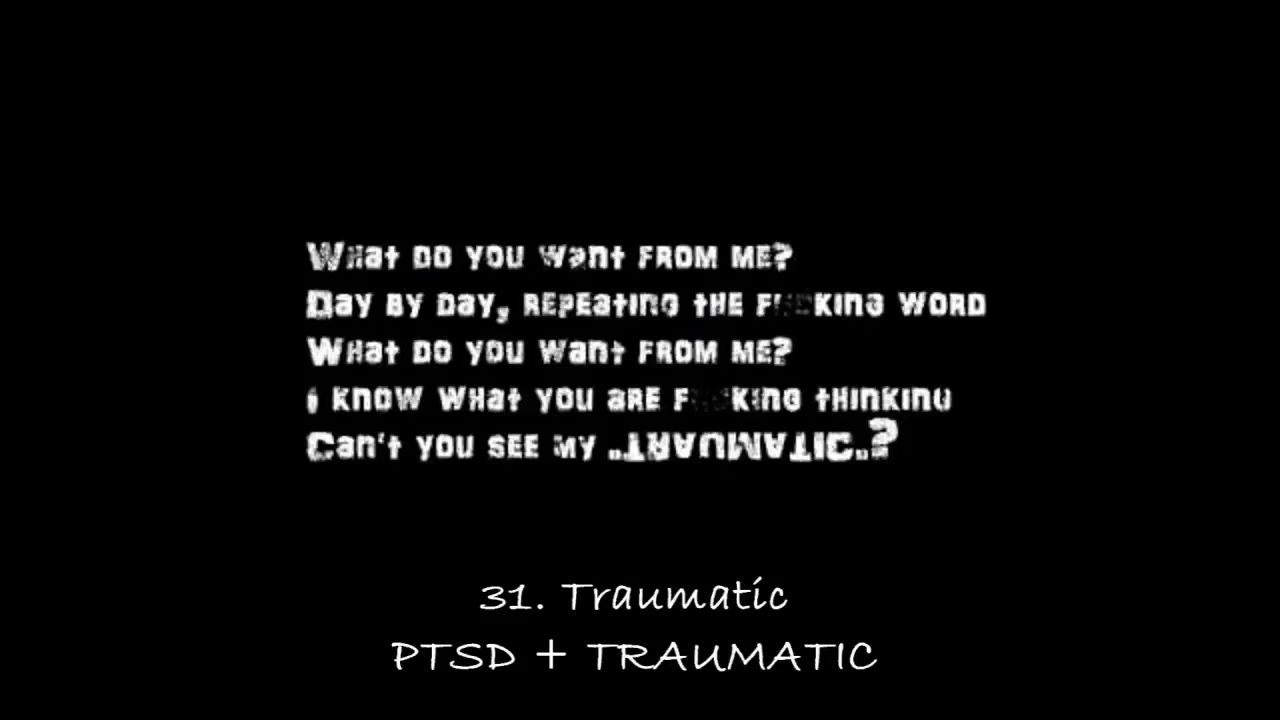 What do you want from me?
Day by day, repeating the f**king word
What do you want from me?
I know what you are f**king thinking
Can't you see my .TRAUMATIC.?
31. Traumatic
PTSD + TRAUMATIC